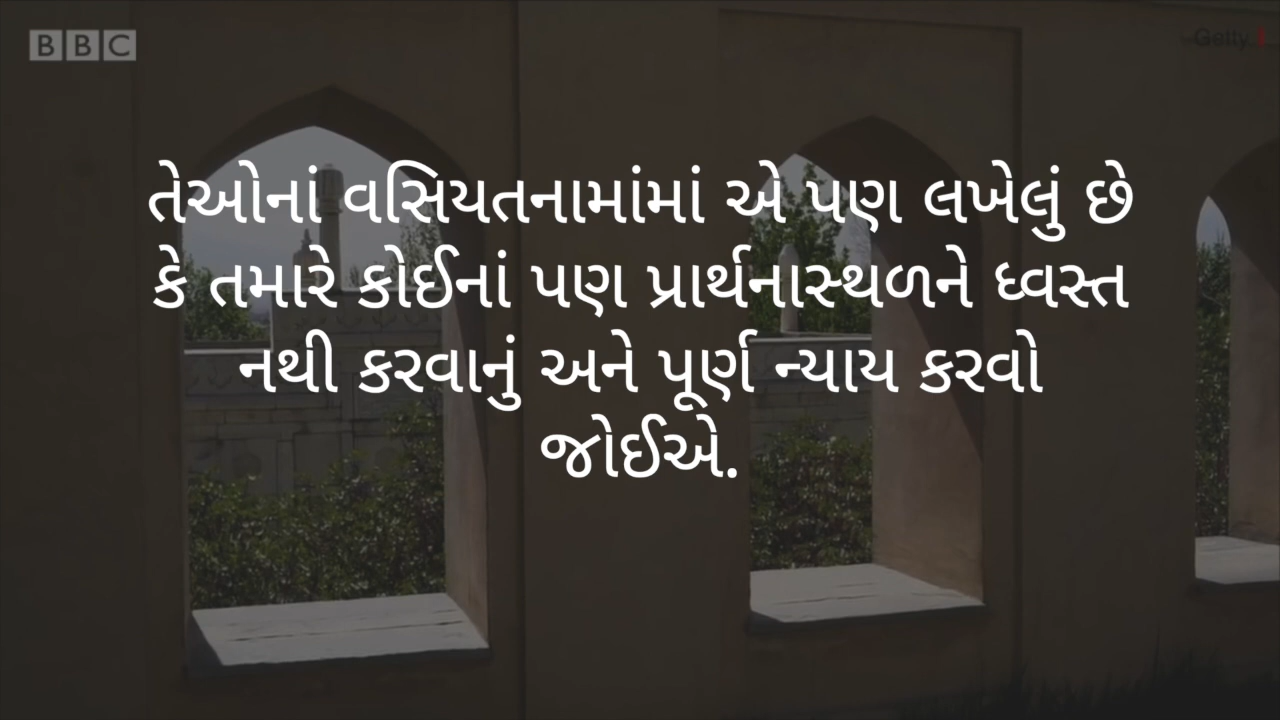 BBC
Getty
તેઓનાં વસિયતનામાંમાં એ પણ લખેલું છે
કે તમારે કોઈનાં પણ પ્રાર્થનાસ્થળને ધ્વસ્ત
નથી કરવાનું અને પૂર્ણ ન્યાય કરવો
જોઈએ.